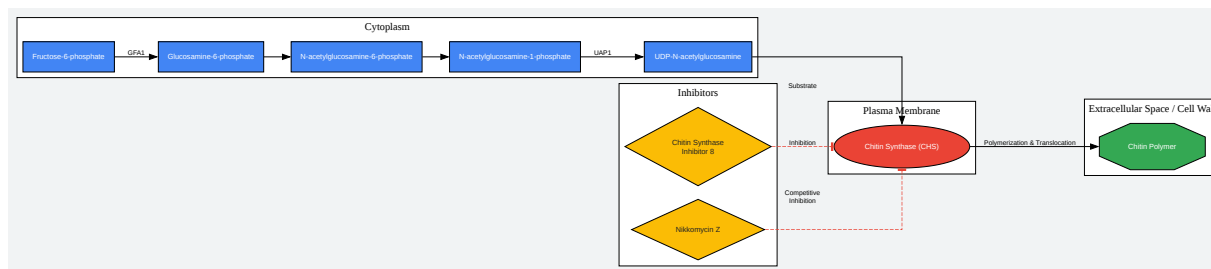 Cytoplasm
Fructose-6-phosphate
GFA1
Glucosamine-6-phosphate
N-acetylglucosamine-6-phosphate
N-acetylglucosamine-1-phosphate
UAP1
UDP-N-acetylglucosamine
Substrate
Inhibitors
Chitin Synthase
Inhibitor 8
Inhibition
Nikkomycin Z
Competitive
Inhibition
Plasma Membrane
Chitin Synthase (CHS)
Polymerization & Translocation
Extracellular Space / Cell Wa
Chitin Polymer